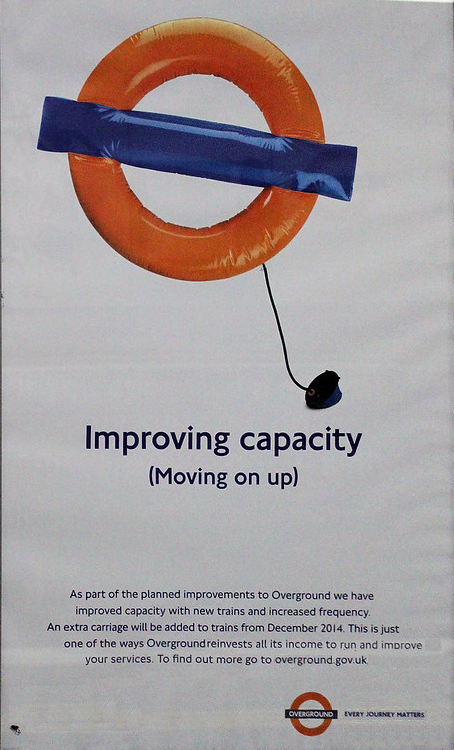 Improving capacity
(Moving on up)
As part of the planned improvements to Overground we have
improved capacity with new trains and increased frequency.
An extra carriage will be added to trains from December 2014. This is just
one of the ways Overground reinvests all its income to run and improve
your services. To find out more go to overground.gov.uk
OVERGROUND EVERY JOURNEY MATTERS